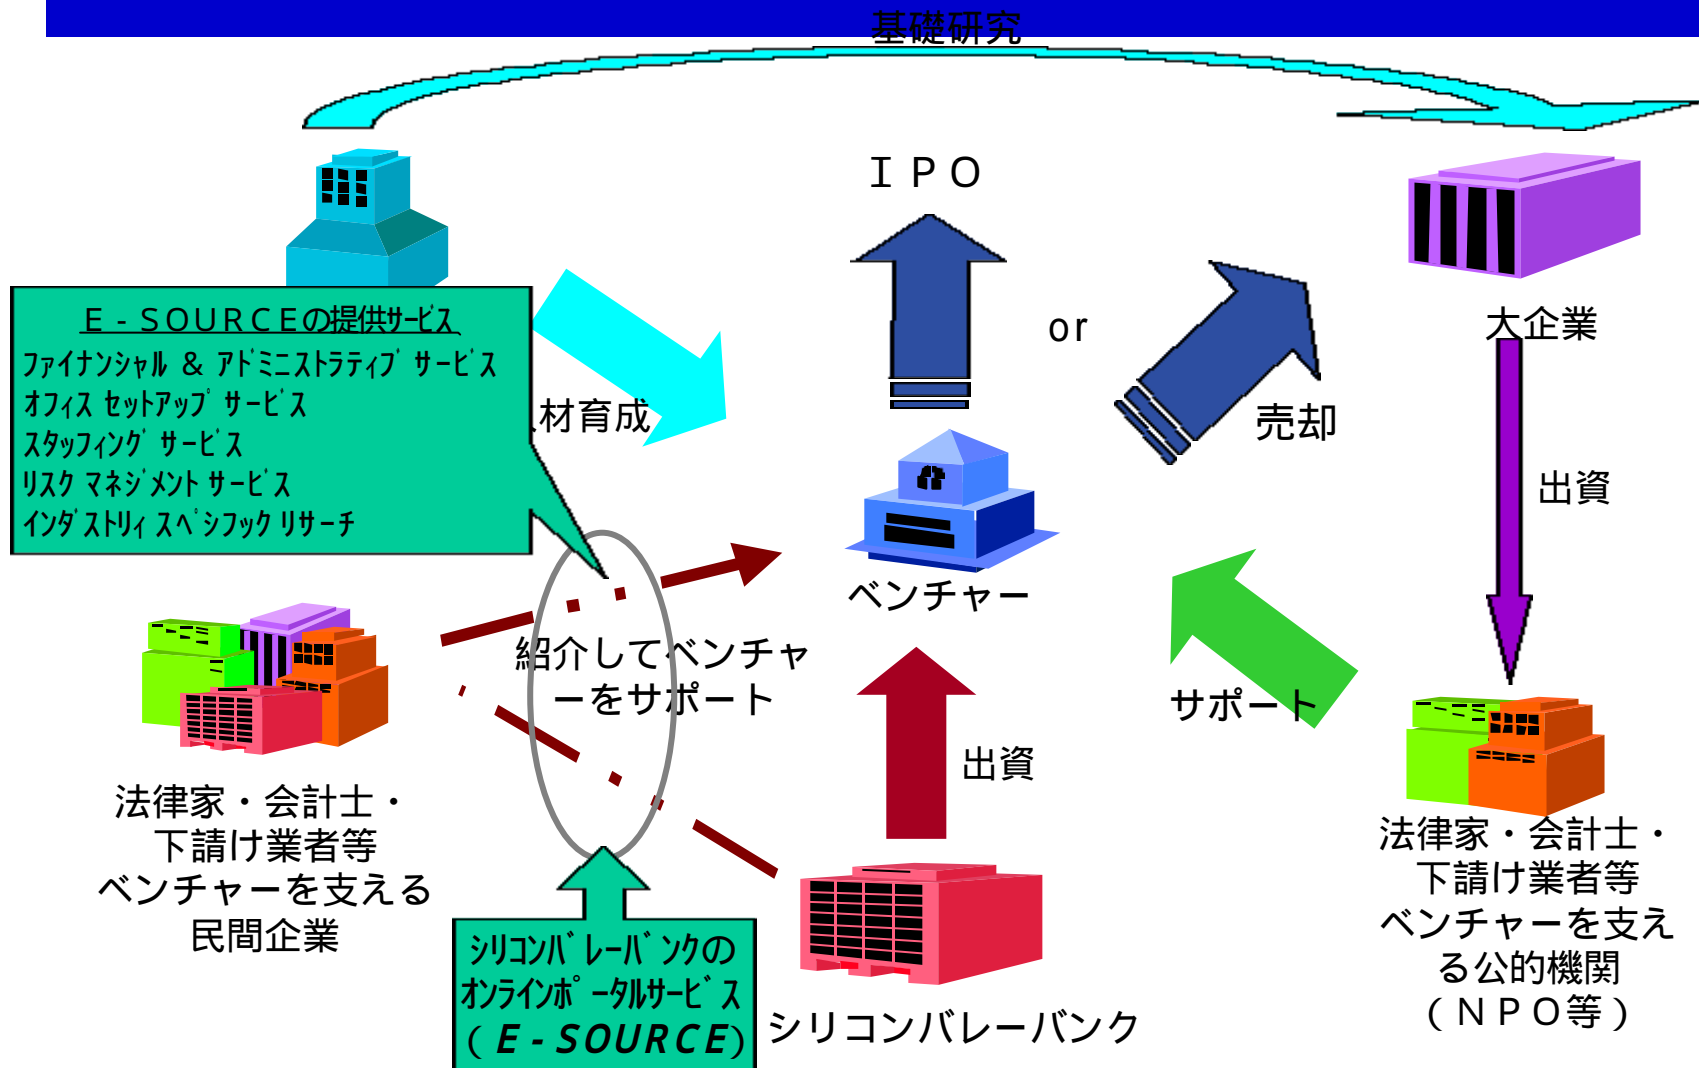 基礎研究
ＩＰＯ
or
大企業
Ｅ‐ＳＯＵＲＣＥの提供ｻｰﾋﾞｽ
ﾌｧｲﾅﾝｼｬﾙ ＆ ｱﾄﾞﾐﾆｽﾄﾗﾃｨﾌﾞ ｻｰﾋﾞｽ
ｵﾌｨｽ ｾｯﾄｱｯﾌﾟ ｻｰﾋﾞｽ
ｽﾀｯﾌｨﾝｸﾞ ｻｰﾋﾞｽ
ﾘｽｸ ﾏﾈｼﾞﾒﾝﾄ ｻｰﾋﾞｽ
ｲﾝﾀﾞｽﾄﾘｨ ｽﾍﾟｼﾌｯｸ ﾘｻｰﾁ
材育成
売却
出資
ベンチャー
紹介してベンチャ
ーをサポート
サポート
出資
法律家・会計士・
下請け業者等
ベンチャーを支える
民間企業
ｼﾘｺﾝﾊﾞﾚｰﾊﾞﾝｸの
ｵﾝﾗｲﾝﾎﾟｰﾀﾙｻｰﾋﾞｽ
（Ｅ‐ＳＯＵＲＣＥ）
シリコンバレーバンク
法律家・会計士・
下請け業者等
ベンチャーを支え
る公的機関
（ＮＰＯ等）